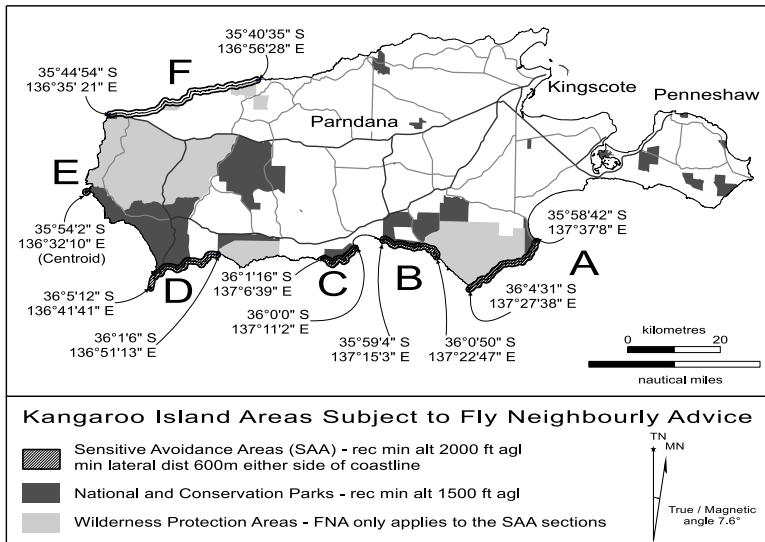 35°40'35" S
136°56'28" E
35°44'54" S
136°35' 21" E
F
Kingscote
Penneshaw
Parndana
E
35°54'2" S
136°32'10" E
(Centroid)
35°58'42" S
137°37'8" E
A
B
C
D
36°5'12" S
136°41'41" E
36°1'16" S
137°6'39" E
36°4'31" S
137°27'38" E
36°1'6" S
136°51'13" E
36°0'0" S
137°11'2" E
35°59'4" S
137°15'3" E
36°0'50" S
137°22'47" E
kilometres
0 20
nautical miles
Kangaroo Island Areas Subject to Fly Neighbourly Advice
Sensitive Avoidance Areas (SAA) - rec min alt 2000 ft agl
min lateral dist 600m either side of coastline
National and Conservation Parks - rec min alt 1500 ft agl
Wilderness Protection Areas - FNA only applies to the SAA sections
TN
MN
True / Magnetic
angle 7.6°